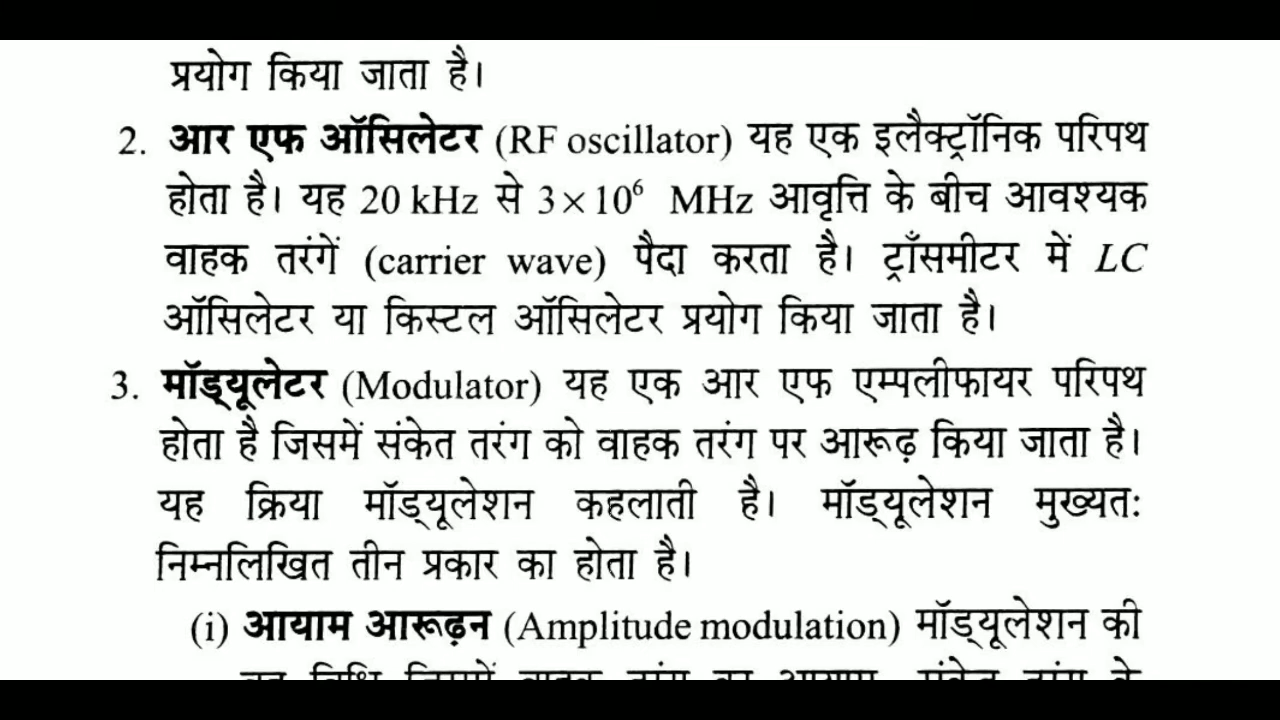 प्रयोग किया जाता है।
2. आर एफ ऑसिलेटर (RF oscillator) यह एक इलैक्ट्रॉनिक परिपथ
होता है। यह 20 kHz से 3×10⁶ MHz आवृत्ति के बीच आवश्यक
वाहक तरंगें (carrier wave) पैदा करता है। ट्राँसमीटर में LC
ऑसिलेटर या किस्टल ऑसिलेटर प्रयोग किया जाता है।
3. मॉड्यूलेटर (Modulator) यह एक आर एफ एम्पलीफायर परिपथ
होता है जिसमें संकेत तरंग को वाहक तरंग पर आरूढ़ किया जाता है।
यह क्रिया मॉड्यूलेशन कहलाती है। मॉड्यूलेशन मुख्यतः
निम्नलिखित तीन प्रकार का होता है।
(i) आयाम आरूढ़न (Amplitude modulation) मॉड्यूलेशन की